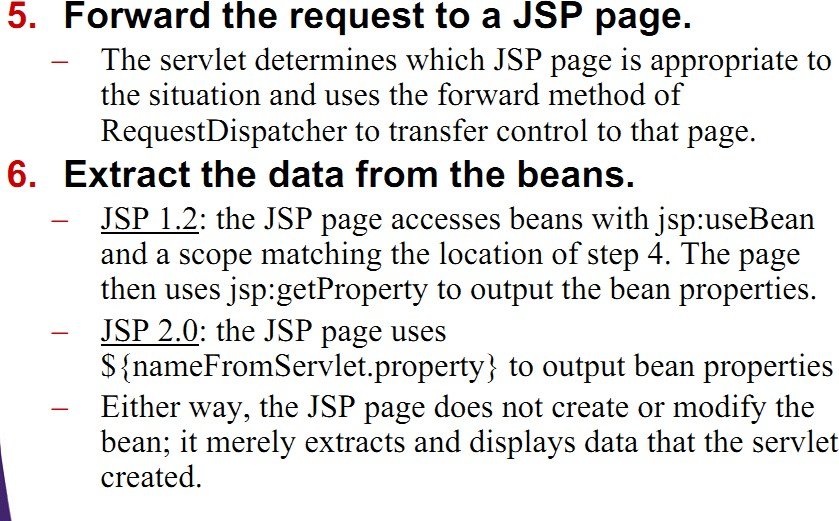 5. Forward the request to a JSP page.
– The servlet determines which JSP page is appropriate to
the situation and uses the forward method of
RequestDispatcher to transfer control to that page.
6. Extract the data from the beans.
– JSP 1.2: the JSP page accesses beans with jsp:useBean
and a scope matching the location of step 4. The page
then uses jsp:getProperty to output the bean properties.
– JSP 2.0: the JSP page uses
${nameFromServlet.property} to output bean properties
– Either way, the JSP page does not create or modify the
bean; it merely extracts and displays data that the servlet
created.